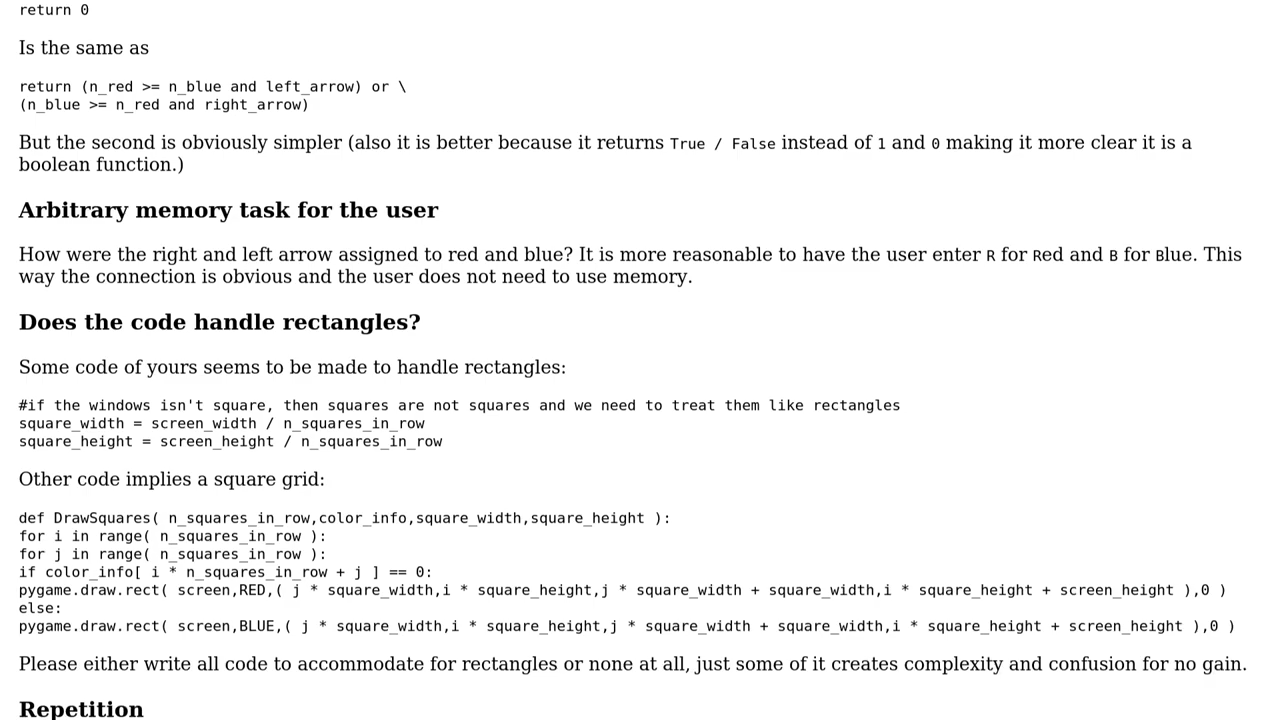 return 0
Is the same as
return (n_red >= n_blue and left_arrow) or \
(n_blue >= n_red and right_arrow)
But the second is obviously simpler (also it is better because it returns True / False instead of 1 and 0 making it more clear it is a
boolean function.)
Arbitrary memory task for the user
How were the right and left arrow assigned to red and blue? It is more reasonable to have the user enter R for Red and B for Blue. This
way the connection is obvious and the user does not need to use memory.
Does the code handle rectangles?
Some code of yours seems to be made to handle rectangles:
#if the windows isn't square, then squares are not squares and we need to treat them like rectangles
square_width = screen_width / n_squares_in_row
square_height = screen_height / n_squares_in_row
Other code implies a square grid:
def DrawSquares( n_squares_in_row,color_info,square_width,square_height ):
for i in range( n_squares_in_row ):
for j in range( n_squares_in_row ):
if color_info[ i * n_squares_in_row + j ] == 0:
pygame.draw.rect( screen,RED,( j * square_width,i * square_height,j * square_width + square_width,i * square_height + screen_height ),0 )
else:
pygame.draw.rect( screen,BLUE,( j * square_width,i * square_height,j * square_width + square_width,i * square_height + screen_height ),0 )
Please either write all code to accommodate for rectangles or none at all, just some of it creates complexity and confusion for no gain.
Repetition